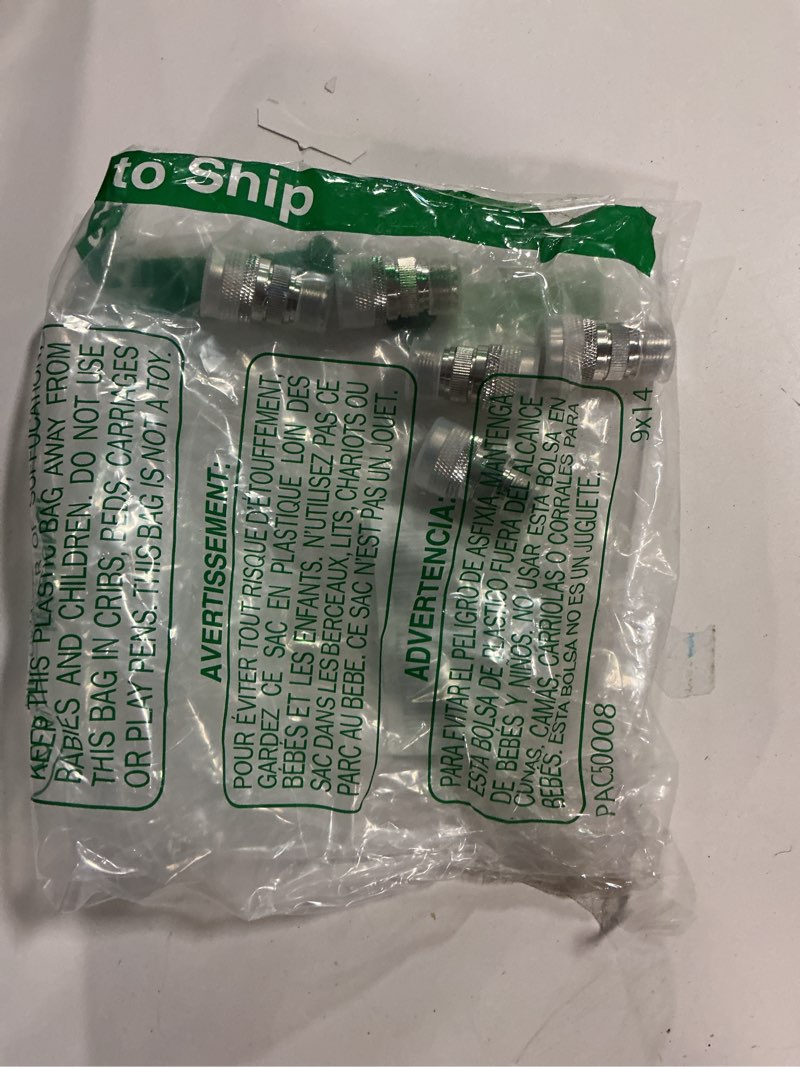 to Ship
KEEP THIS PLASTIC BAG AWAY FROM
BABIES AND CHILDREN. DO NOT USE
THIS BAG IN CRIBS, BEDS, CARRIAGES
OR PLAY PENS. THIS BAG IS NOT A TOY.
AVERTISSEMENT:
POUR ÉVITER TOUT RISQUE D'ÉTOUFFEMENT,
GARDEZ CE SAC EN PLASTIQUE LOIN DES
BÉBES ET LES ENFANTS. N'UTILISEZ PAS CE
SAC DANS LES BERCEAUX, LITS, CHARIOTS OU
PARC AU BEBE. CE SAC N'EST PAS UN JOUET.
ADVERTENCIA:
PARA EVITAR EL PELIGRO DE ASFIXIA, MANTENGA
ESTA BOLSA DE PLASTICO FUERA DEL ALCANCE
DE BEBÉS Y NIÑOS. NO USAR ESTA BOLSA EN
CUNAS, CAMAS, CARRIOLAS O CORRALES PARA
BEBÉS. ESTA BOLSA NO ES UN JUGUETE.
PAC50008
9x14